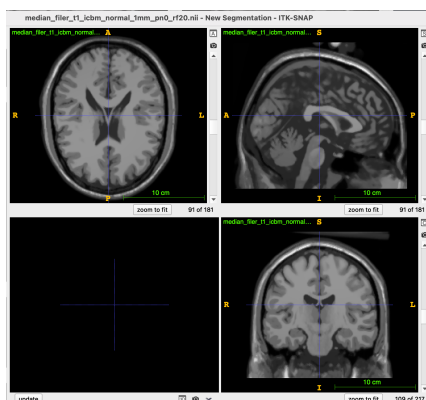 median_filer_t1_icbm_normal_1mm_pn0_rf20.nii - New Segmentation - ITK-SNAP
median_filer_t1_icbm_normal... A
R L
10 cm
P
zoom to fit 91 of 181
median_filer_t1_icbm_normal... S
A P
10 cm
I
zoom to fit 91 of 181
update
median_filer_t1_icbm_normal... S
R L
10 cm
I
zoom to fit 109 of 217